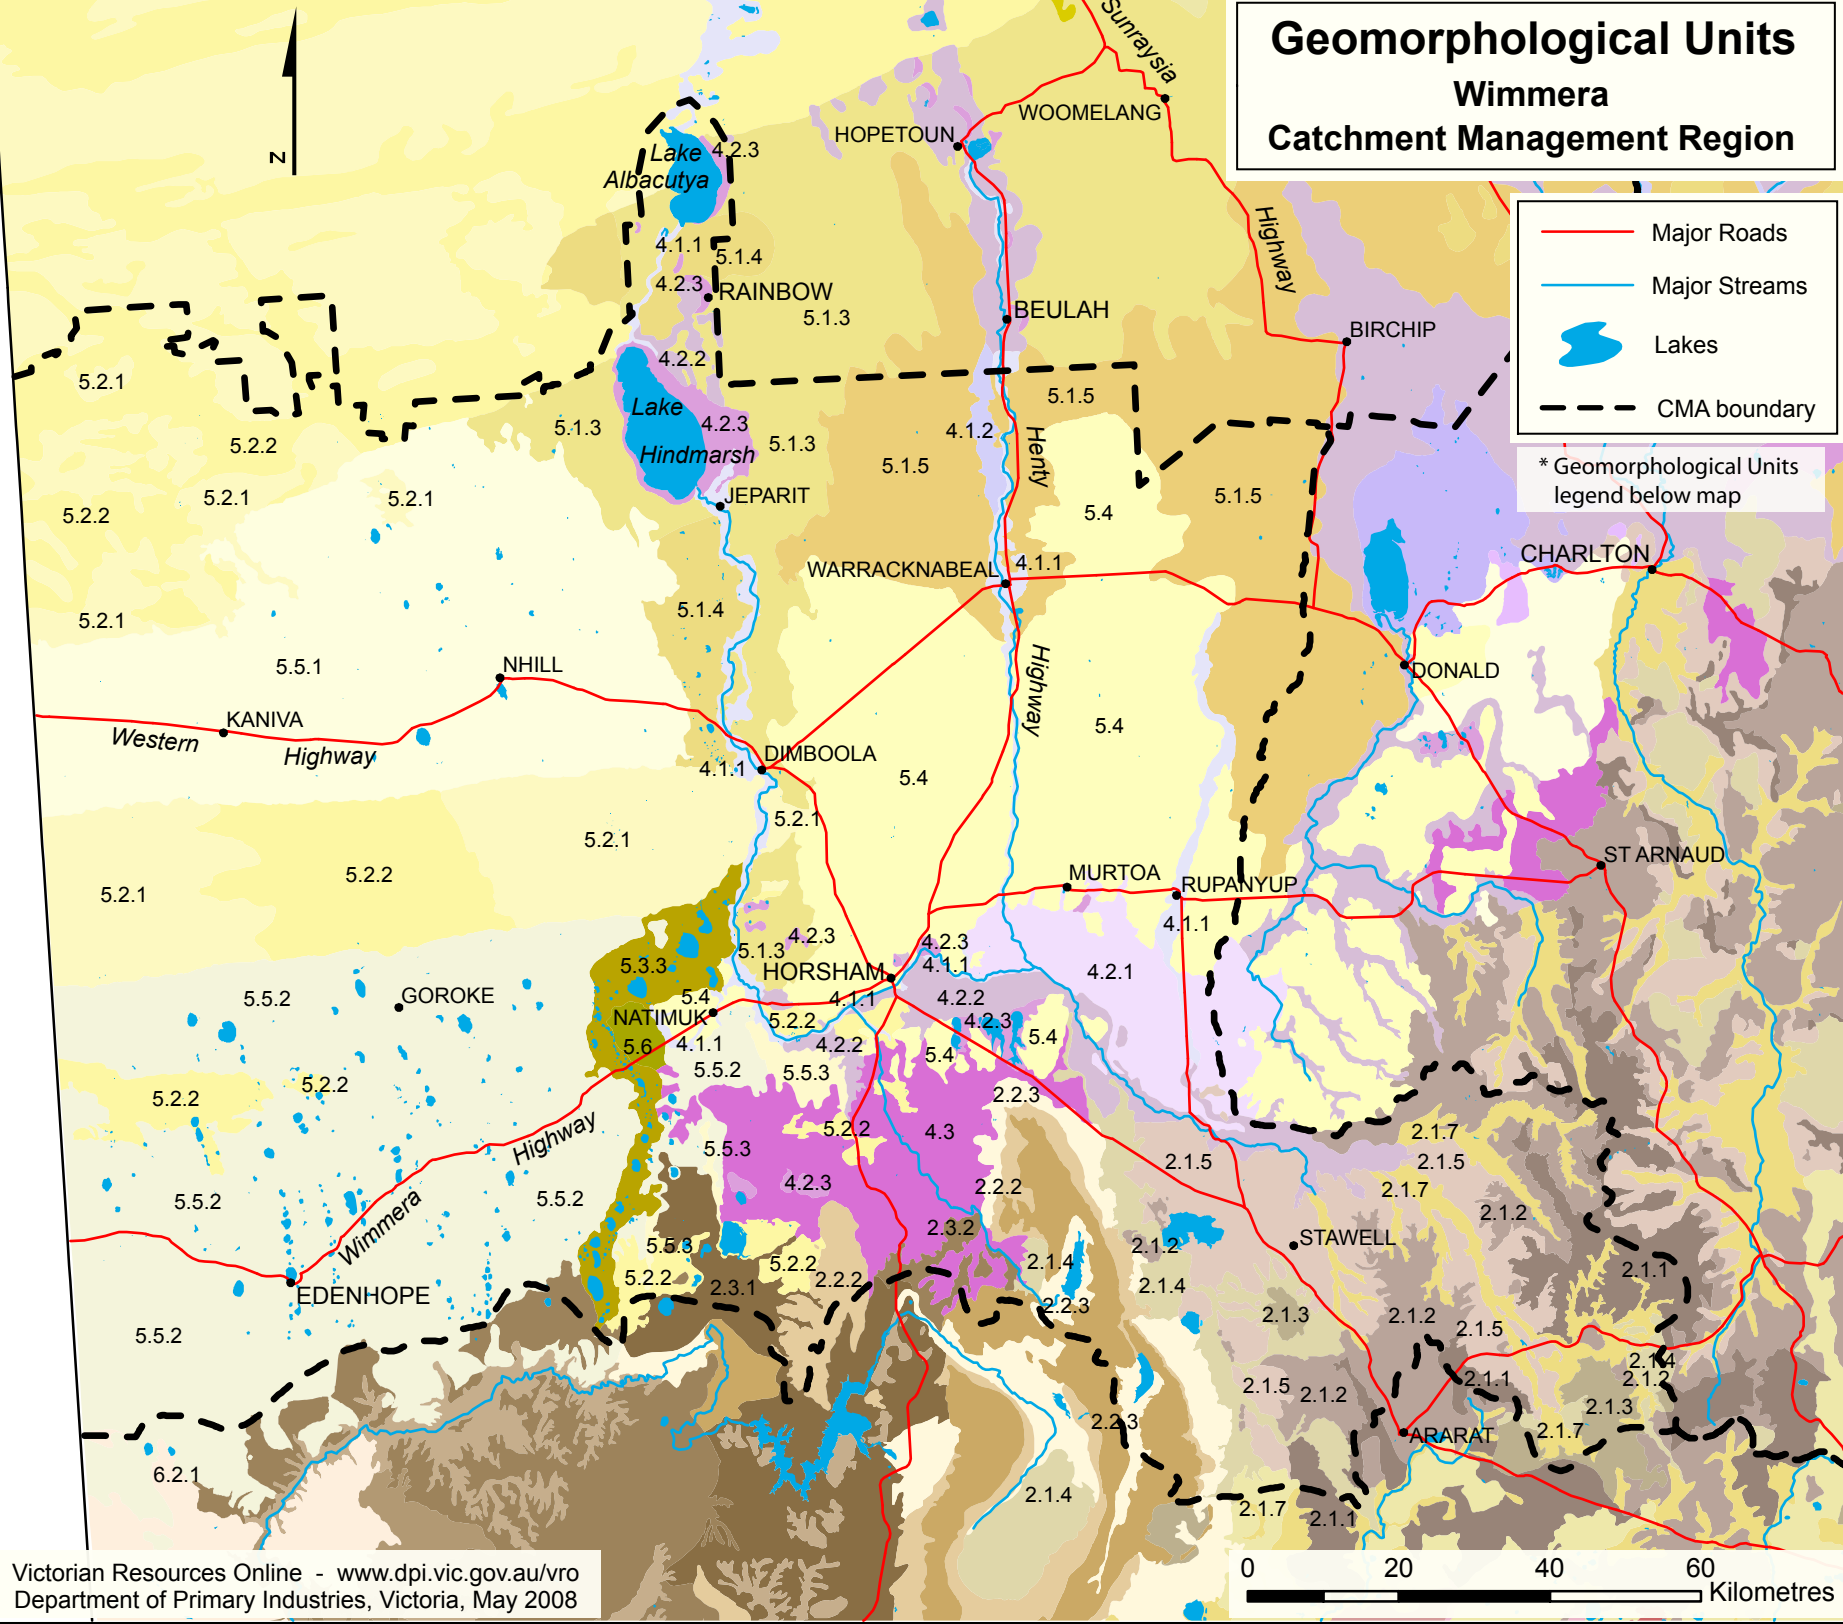 Geomorphological Units
Wimmera
Catchment Management Region
Major Roads
Major Streams
Lakes
CMA boundary
* Geomorphological Units
legend below map
N
Sunraysia
WOOMELANG
HOPETOUN
Lake
Albacutya
4.2.3
Highway
4.1.1
5.1.4
4.2.3
RAINBOW
5.1.3
BEULAH
BIRCHIP
4.2.2
5.2.1
5.1.5
Lake
4.2.3
5.1.3
4.1.2
Henty
5.2.2
Hindmarsh
5.1.3
5.1.5
5.2.1
5.2.1
JEPARIT
5.1.5
5.2.2
5.4
CHARLTON
WARRACKNABEAL
4.1.1
5.2.1
5.1.4
5.5.1
NHILL
Highway
DONALD
KANIVA
Western
Highway
5.4
4.1.1
DIMBOOLA
5.4
5.2.1
5.2.1
ST ARNAUD
5.2.2
MURTOA
RUPANYUP
5.2.1
4.1.1
4.2.3
4.2.3
5.1.3
5.3.3
HORSHAM
4.1.1
4.2.1
5.5.2
GOROKE
5.4
4.1.1
4.2.2
NATIMUK
5.2.2
4.2.3
5.6
4.1.1
4.2.2
5.4
5.4
5.5.2
5.5.3
5.2.2
5.2.2
2.2.3
Highway
5.2.2
4.3
2.1.7
5.5.3
2.1.5
2.1.5
4.2.3
2.2.2
2.1.7
5.5.2
5.5.2
Wimmera
2.3.2
2.1.2
5.5.3
2.1.2
STAWELL
5.2.2
2.1.4
5.2.2
2.2.2
2.1.4
2.1.1
EDENHOPE
2.3.1
2.2.3
2.1.3
2.1.2
2.1.5
5.5.2
2.1.4
2.1.5
2.1.2
2.1.1
2.1.2
2.1.3
2.2.3
ARARAT
2.1.7
6.2.1
2.1.4
2.1.7
2.1.1
Victorian Resources Online - www.dpi.vic.gov.au/vro
Department of Primary Industries, Victoria, May 2008
0 20 40 60
Kilometres